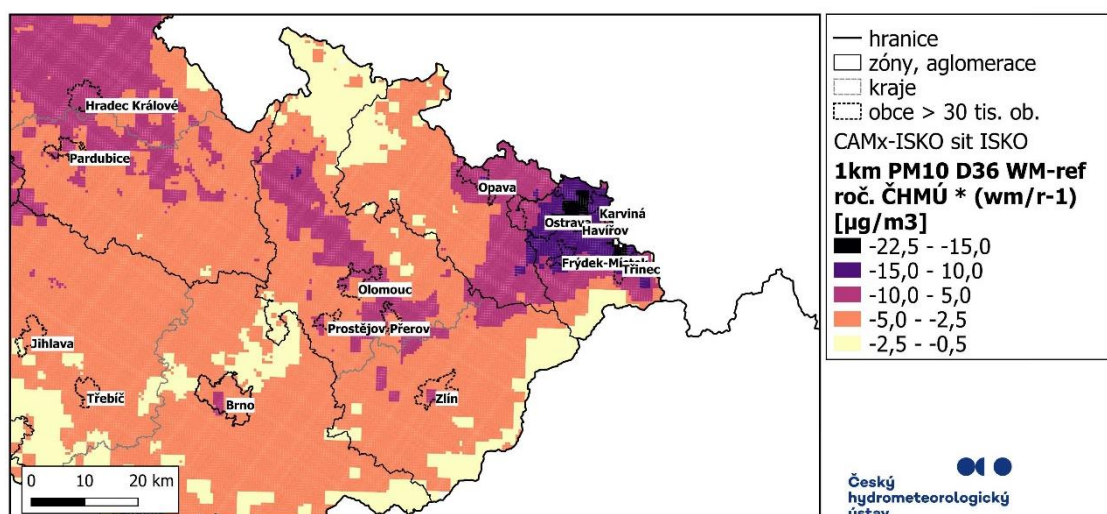 Hradec Králové
Pardubice
Opava
Karviná
Ostrava
Havířov
Frýdek-Místek
Třinec
Olomouc
Prostějov
Přerov
Jihlava
Třebíč
Brno
Zlín
0 10 20 km
hranice
zóny, aglomerace
kraje
obce > 30 tis. ob.
CAMx-ISKO sit ISKO
1km PM10 D36 WM-ref
roč. ČHMÚ * (wm/r-1)
[µg/m3]
-22,5 - -15,0
-15,0 - 10,0
-10,0 - 5,0
-5,0 - -2,5
-2,5 - -0,5
Český
hydrometeorologický
ústav